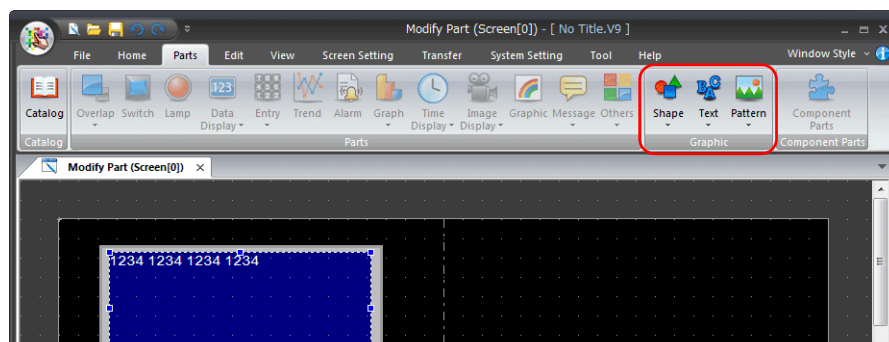 Modify Part (Screen[0]) - [ No Title.V9 ]
File Home Parts Edit View Screen Setting Transfer System Setting Tool Help Window Style
Catalog Overlap Switch Lamp Data Display Entry Trend Alarm Graph Time Display Image Display Graphic Message Others Shape Text Pattern Component Parts
Catalog Parts Graphic Component Parts
Modify Part (Screen[0])
1234 1234 1234 1234